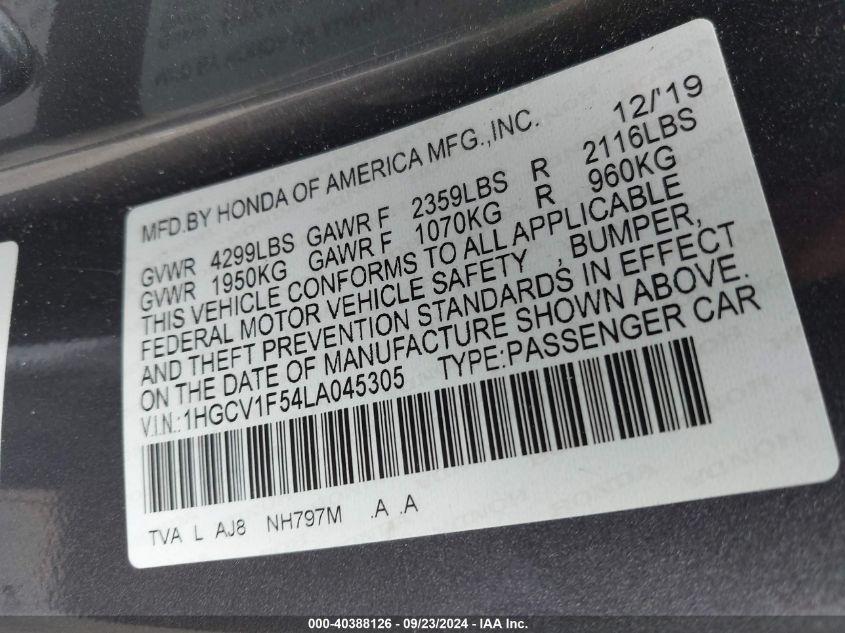 MFD.BY HONDA OF AMERICA MFG.,INC. 12/'19
GVWR 4299LBS GAWR F 2359LBS R 2116LBS
GVWR 1950KG GAWR F 1070KG R 960KG
THIS VEHICLE CONFORMS TO ALL APPLICABLE
FEDERAL MOTOR VEHICLE SAFETY , BUMPER,
AND THEFT PREVENTION STANDARDS IN EFFECT
ON THE DATE OF MANUFACTURE SHOWN ABOVE.
V.I.N.:1HGCV1F54LA045305 TYPE:PASSENGER CAR
TVA L AJ8 NH797M .A .A
000-40388126 - 09/23/2024 - IAA Inc.